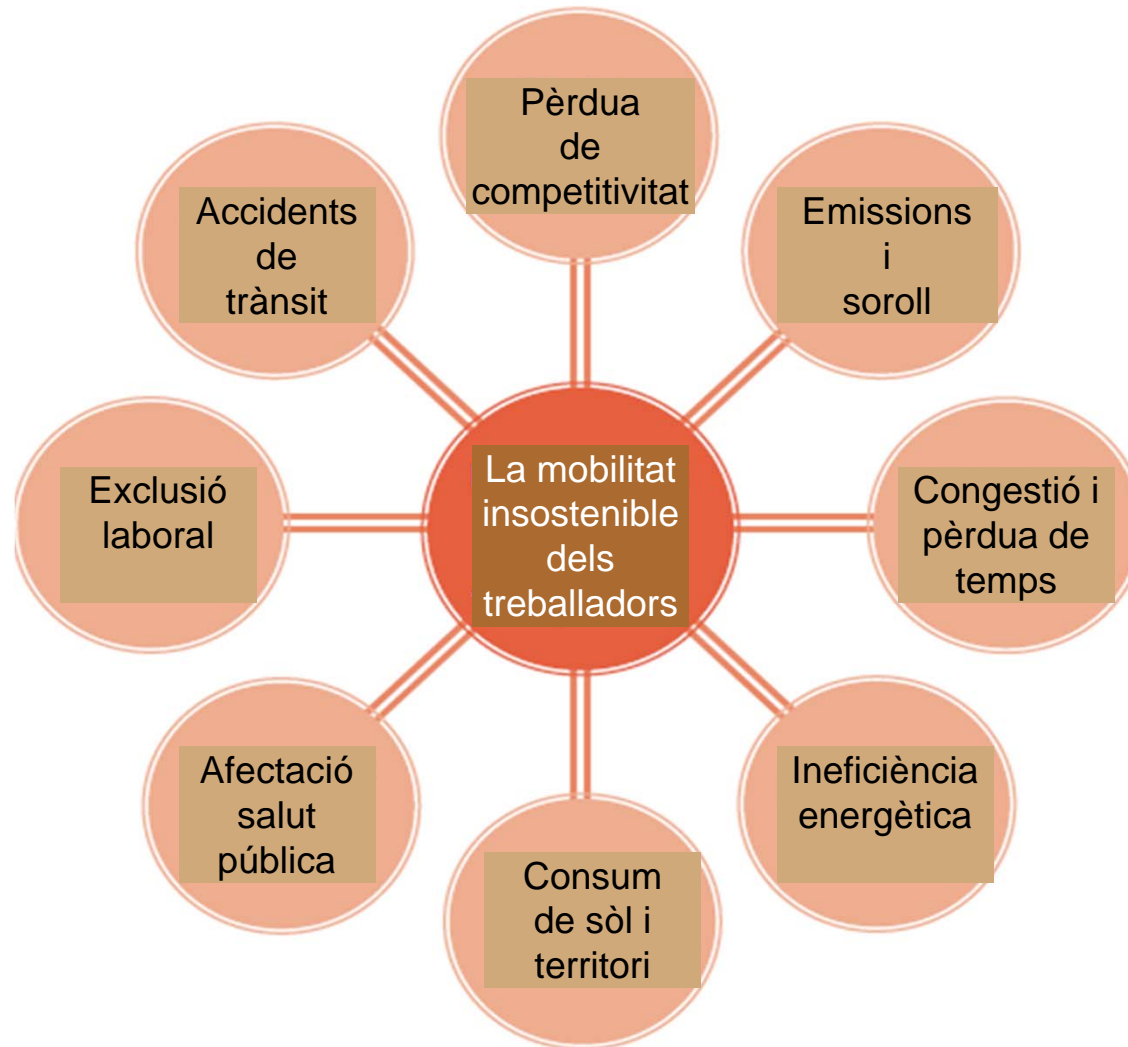 Pèrdua
de
competitivitat
Accidents
de
trànsit
Emissions
i
soroll
Exclusió
laboral
La mobilitat
insostenible
dels
treballadors
Congestió i
pèrdua de
temps
Afectació
salut
pública
Ineficiència
energètica
Consum
de sòl i
territori